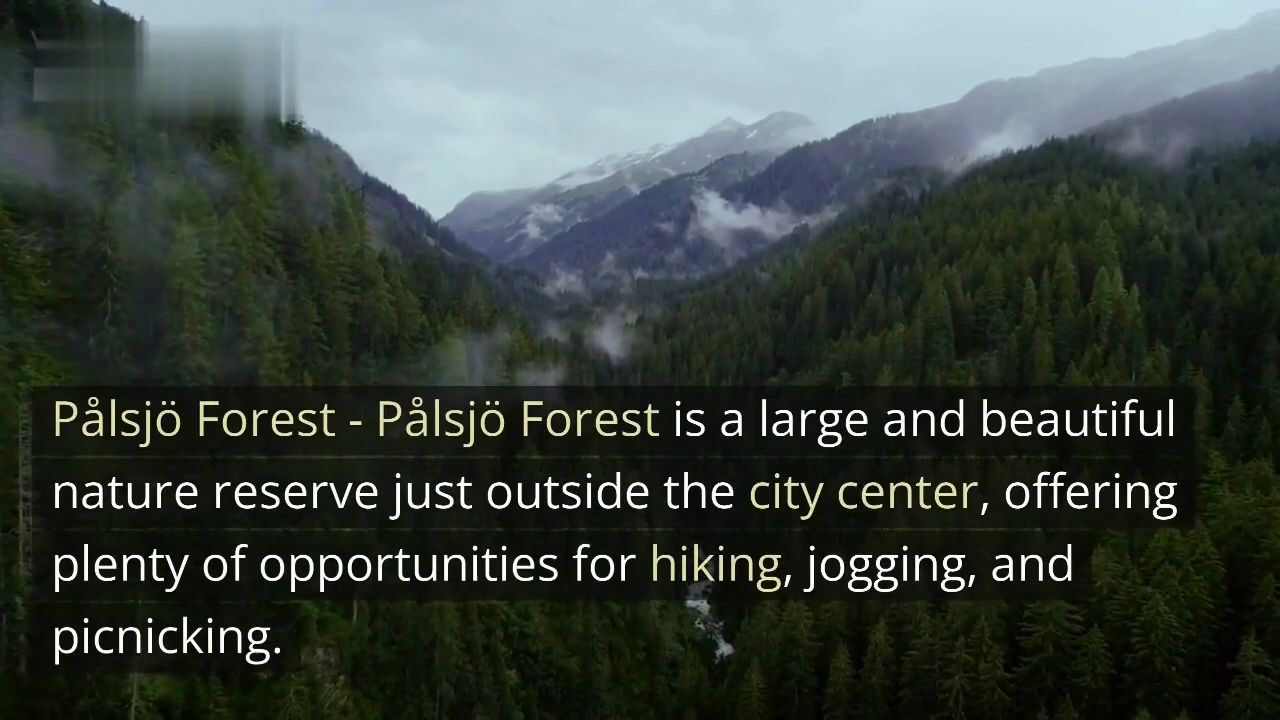 Pålsjö Forest - Pålsjö Forest is a large and beautiful
nature reserve just outside the city center, offering
plenty of opportunities for hiking, jogging, and
picnicking.